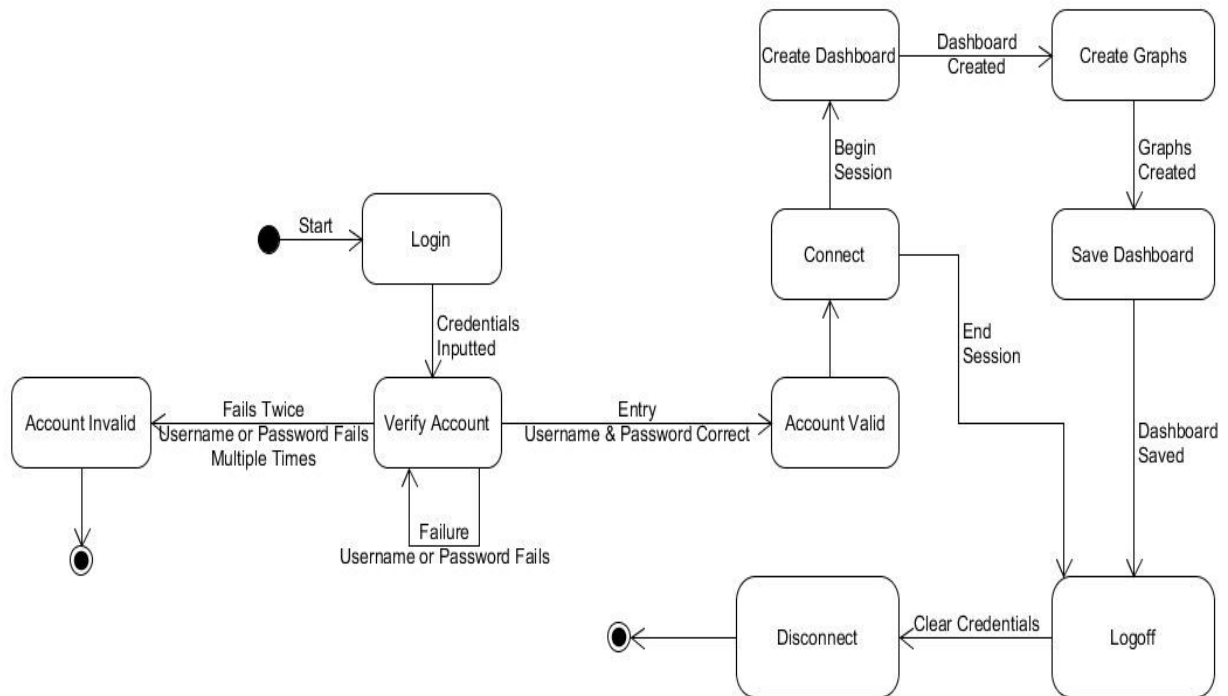 Create Dashboard
Dashboard
Created
Create Graphs
Begin
Session
Graphs
Created
Start
Login
Connect
Save Dashboard
Credentials
Inputted
End
Session
Account Invalid
Fails Twice
Username or Password Fails
Multiple Times
Verify Account
Entry
Username & Password Correct
Account Valid
Dashboard
Saved
Failure
Username or Password Fails
Disconnect
Clear Credentials
Logoff